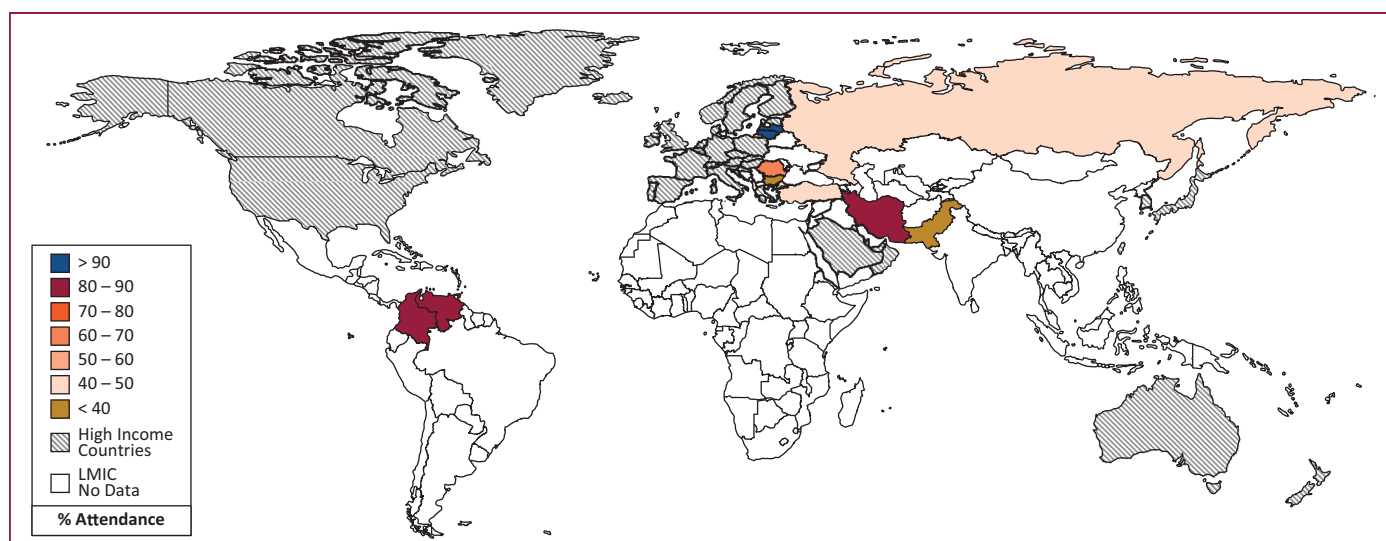 > 90
80 – 90
70 – 80
60 – 70
50 – 60
40 – 50
< 40
High Income
Countries
LMIC
No Data
% Attendance